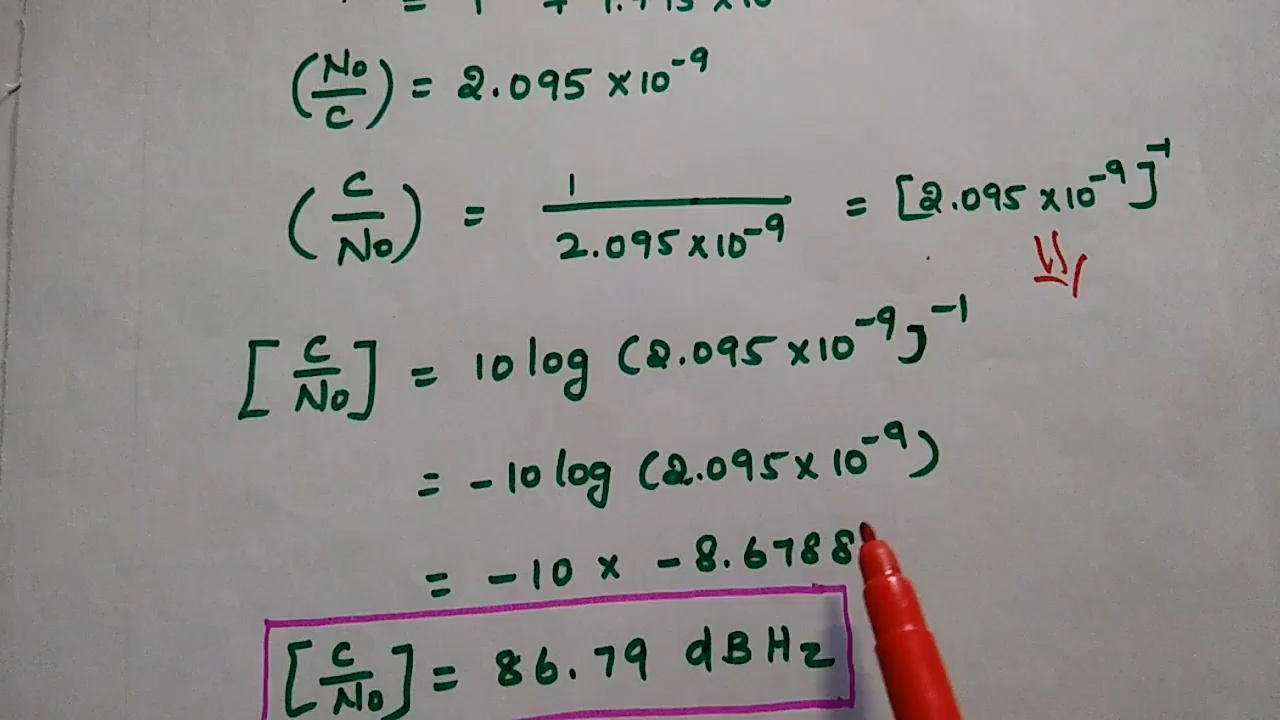 (No/C) = 2.095 × 10⁻⁹
(C/No) = 1/2.095 × 10⁻⁹ = [2.095 × 10⁻⁹]⁻¹
[C/No] = 10 log (2.095 × 10⁻⁹]⁻¹
= -10 log (2.095 × 10⁻⁹)
= -10 × -8.6788
[C/No] = 86.79 dBHz